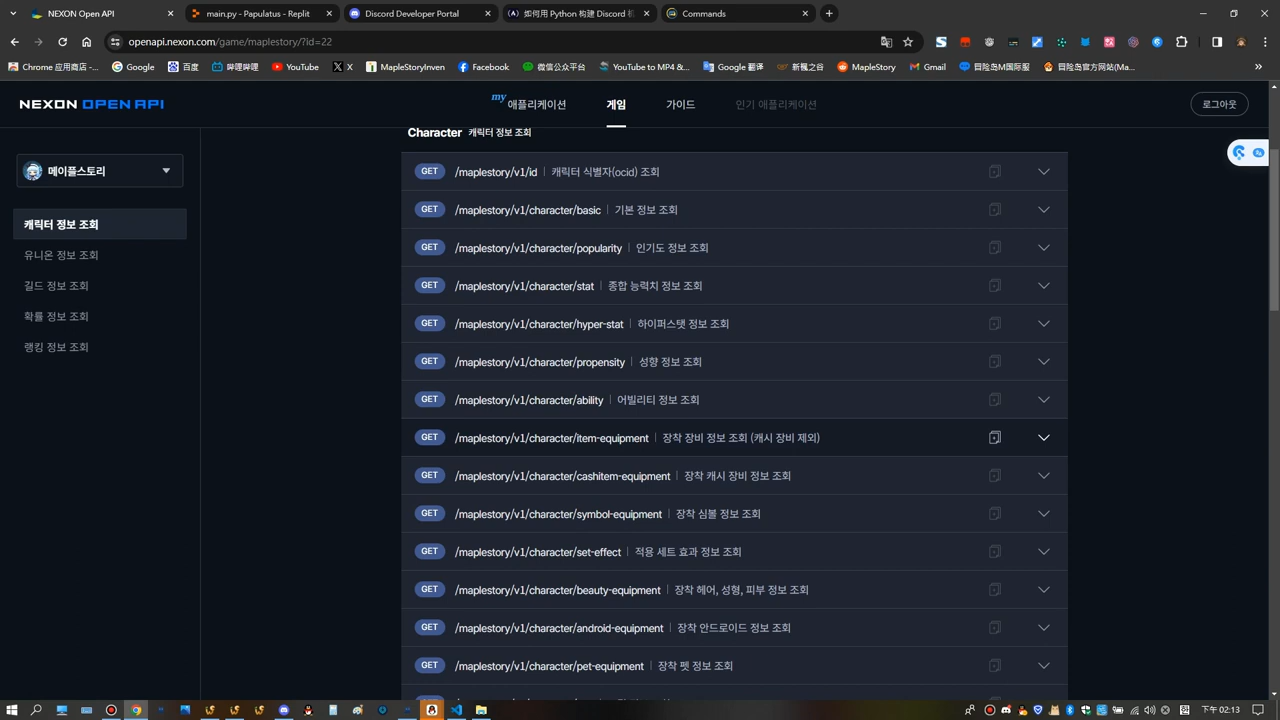 NEXON Open API
main.py - Papulatus - Replit
Discord Developer Portal
如何用 Python 构建 Discord 机
Commands
openapi.nexon.com/game/maplestory/?id=22
Chrome 应用商店 -...
Google
百度
哔哩哔哩
YouTube
X
MapleStoryInven
Facebook
微信公众平台
YouTube to MP4 &...
Google 翻译
新楓之谷
MapleStory
Gmail
冒险岛M国际服
冒险岛官方网站(Ma...
NEXON OPEN API
my 애플리케이션
게임
가이드
인기 애플리케이션
로그아웃
메이플스토리
캐릭터 정보 조회
유니온 정보 조회
길드 정보 조회
확률 정보 조회
랭킹 정보 조회
Character 캐릭터 정보 조회
GET /maplestory/v1/id 캐릭터 식별자(ocid) 조회
GET /maplestory/v1/character/basic 기본 정보 조회
GET /maplestory/v1/character/popularity 인기도 정보 조회
GET /maplestory/v1/character/stat 종합 능력치 정보 조회
GET /maplestory/v1/character/hyper-stat 하이퍼스탯 정보 조회
GET /maplestory/v1/character/propensity 성향 정보 조회
GET /maplestory/v1/character/ability 어빌리티 정보 조회
GET /maplestory/v1/character/item-equipment 장착 장비 정보 조회 (캐시 장비 제외)
GET /maplestory/v1/character/cashitem-equipment 장착 캐시 장비 정보 조회
GET /maplestory/v1/character/symbol-equipment 장착 심볼 정보 조회
GET /maplestory/v1/character/set-effect 적용 세트 효과 정보 조회
GET /maplestory/v1/character/beauty-equipment 장착 헤어, 성형, 피부 정보 조회
GET /maplestory/v1/character/android-equipment 장착 안드로이드 정보 조회
GET /maplestory/v1/character/pet-equipment 장착 펫 정보 조회
下午 02:13